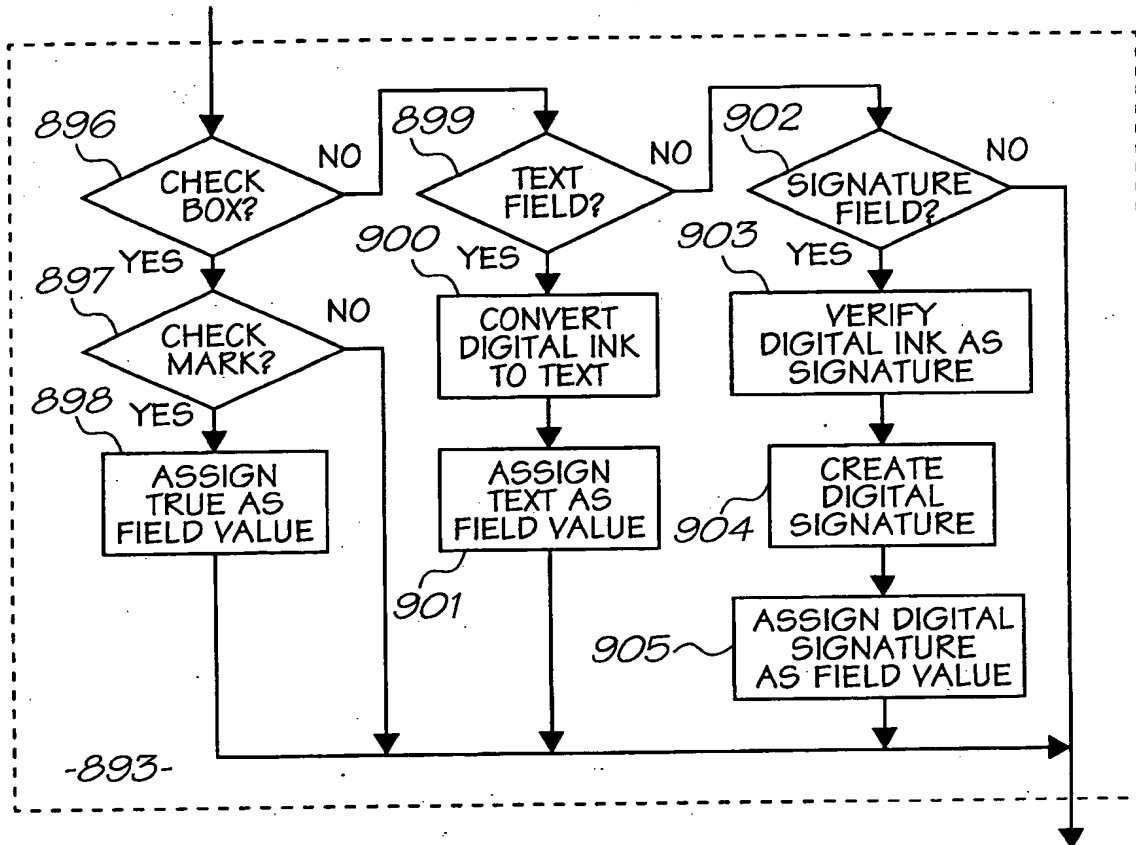 896
CHECK
BOX?
NO
YES
897
CHECK
MARK?
NO
YES
898
ASSIGN
TRUE AS
FIELD VALUE
899
TEXT
FIELD?
NO
YES
900
CONVERT
DIGITAL INK
TO TEXT
ASSIGN
TEXT AS
FIELD VALUE
901
902
SIGNATURE
FIELD?
NO
YES
903
VERIFY
DIGITAL INK AS
SIGNATURE
CREATE
DIGITAL
SIGNATURE
904
ASSIGN DIGITAL
SIGNATURE
AS FIELD VALUE
905
-893-